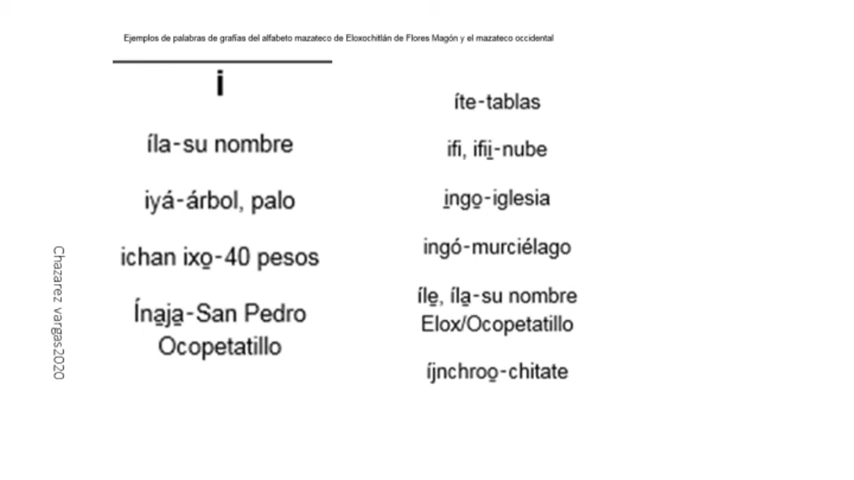 Ejemplos de palabras de grafías del alfabeto mazateco de Eloxochitlán de Flores Magón y el mazateco occidental
i
íla-su nombre
iyá-árbol, palo
ichan ixo̱-40 pesos
Ína̱ja̱-San Pedro
Ocopetatillo
íte-tablas
ifi, ifii̱-nube
i̱ngo̱-iglesia
ingó-murciélago
íle̱, íla̱-su nombre
Elox/Ocopetatillo
íjnchroo̱-chitate
Chazarez vargas2020